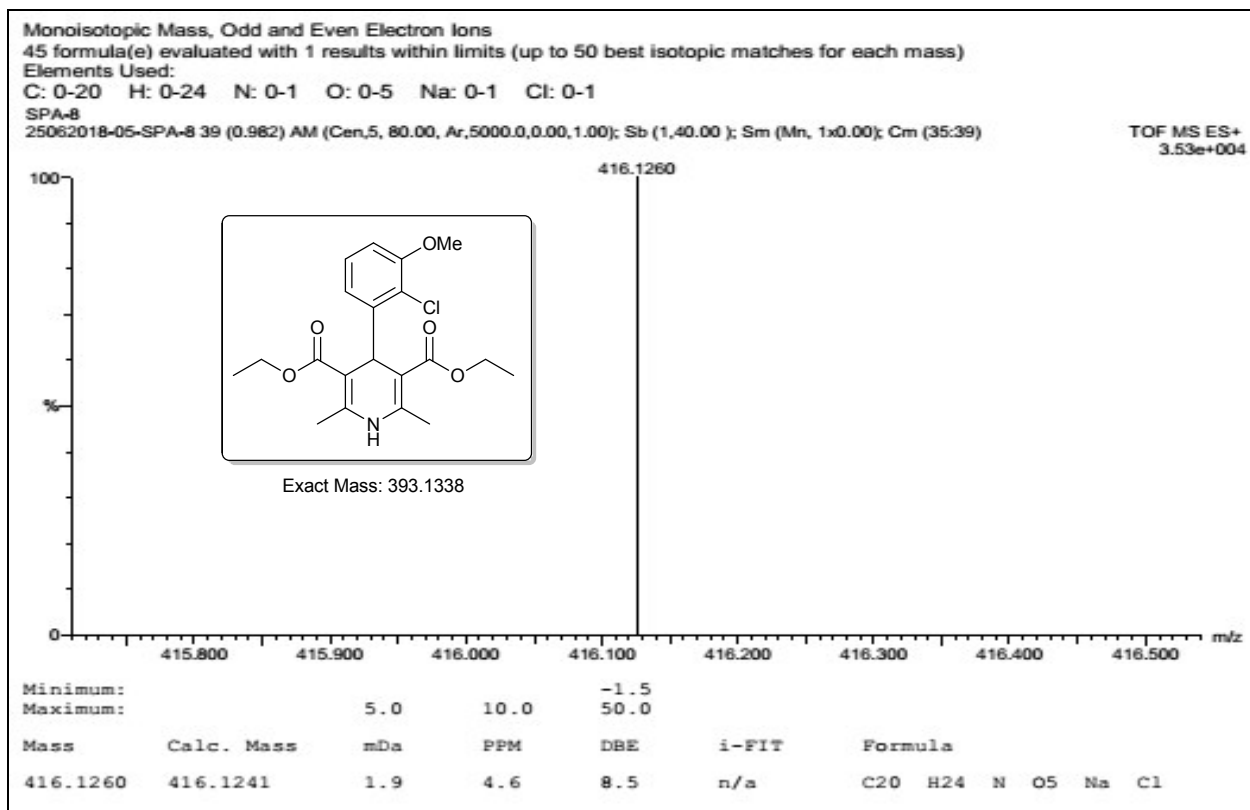 Monoisotopic Mass, Odd and Even Electron Ions
45 formula(e) evaluated with 1 results within limits (up to 50 best isotopic matches for each mass)
Elements Used:
C: 0-20 H: 0-24 N: 0-1 O: 0-5 Na: 0-1 Cl: 0-1
SPA-8
25062018-05-SPA-8 39 (0.982) AM (Cen,5, 80.00, Ar,5000.0,0.00,1.00); Sb (1,40.00 ); Sm (Mn, 1x0.00); Cm (35:39)
TOF MS ES+
3.53e+004
416.1260
100
OMe
Cl
O O
O O
N
H
Exact Mass: 393.1338
%
0
m/z
415.800 415.900 416.000 416.100 416.200 416.300 416.400 416.500
Minimum: -1.5
Maximum: 5.0 10.0 50.0
Mass Calc. Mass mDa PPM DBE i-FIT Formula
416.1260 416.1241 1.9 4.6 8.5 n/a C20 H24 N O5 Na Cl